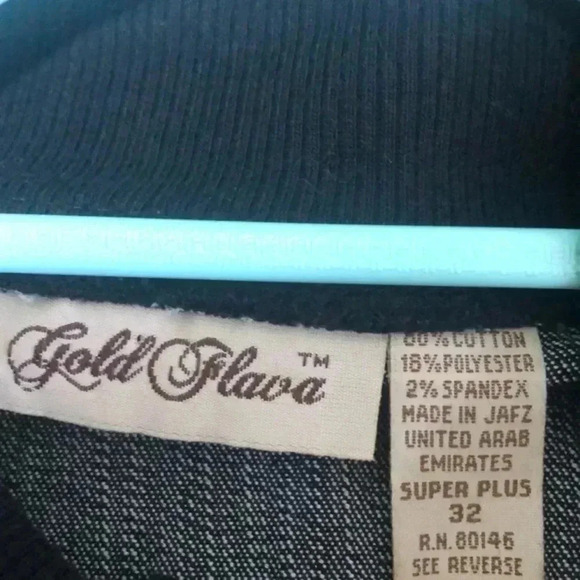 Gold Flava™
80% COTTON
18% POLYESTER
2% SPANDEX
MADE IN JAFZ
UNITED ARAB
EMIRATES
SUPER PLUS
32
R.N. 80146
SEE REVERSE